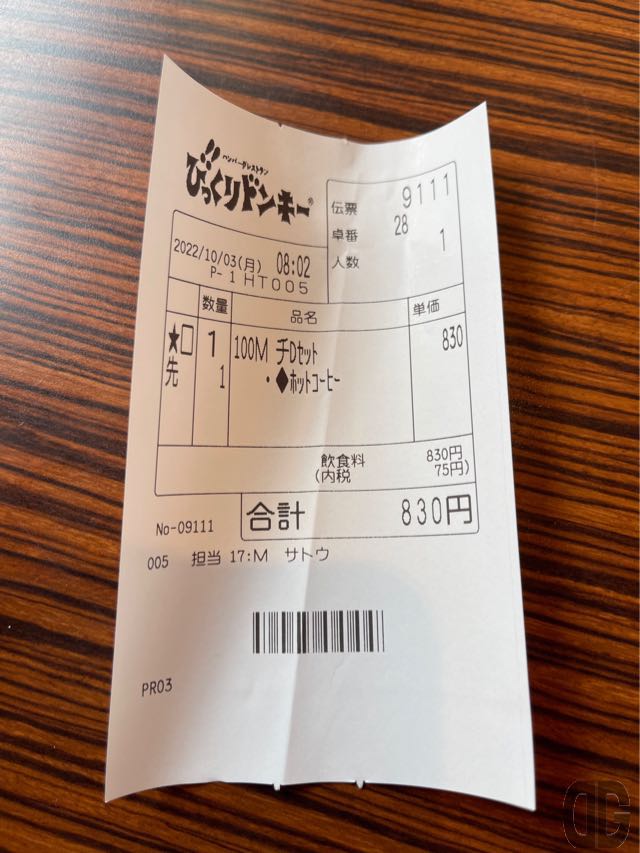 ハンバーグレストラン
びっくりドンキー®
伝票 9111
卓番 28
人数 1
2022/10/03(月) 08:02
P-1HT005
数量 品名 単価
★□ 1 100M チDセット 830
先 1 ・◆ホットコーヒー
飲食料 830円
(内税 75円)
No-09111
合計 830円
005 担当 17:M サトウ
PR03